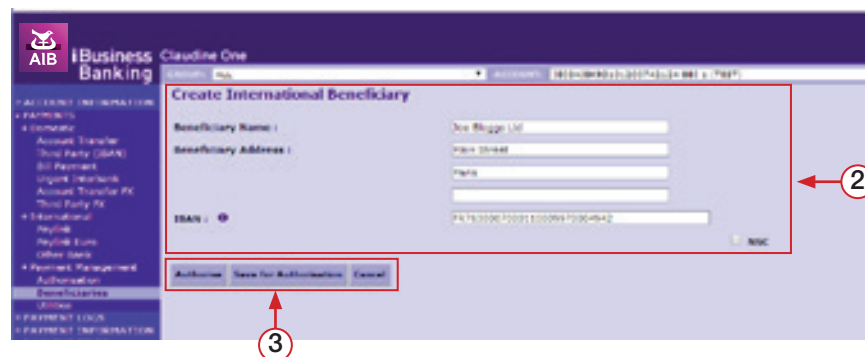 AIB
iBusiness Banking
Claudine One
ALL
Create International Beneficiary
Beneficiary Name :
Joe Bloggs Ltd
Beneficiary Address :
Main Street
Paris
IBAN :
NSC
Authorise Save for Authorisation Cancel
2
3
ACCOUNT INFORMATION
PAYMENTS
Domestic
Account Transfer
Third Party (IBAN)
Bill Payment
Urgent Interbank
Account Transfer FX
Third Party FX
International
Paylink
Paylink Euro
Other Bank
Payment Management
Authorisation
Beneficiaries
Utilities
PAYMENT LOGS
PAYMENT INFORMATION